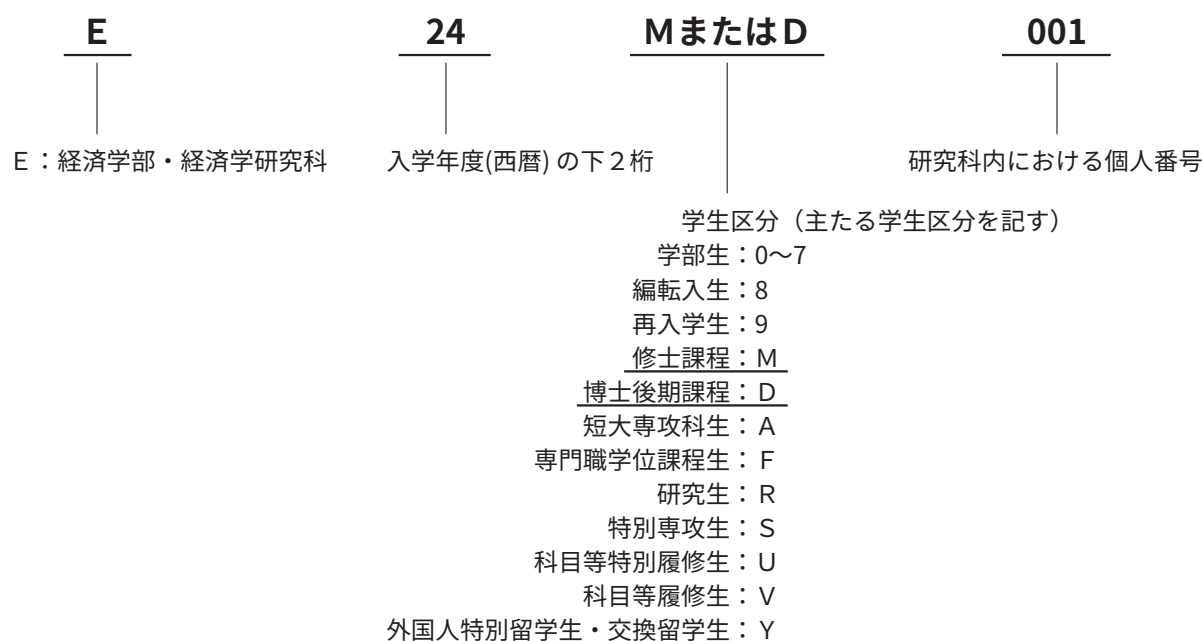 E 24 MまたはD 001
E:経済学部・経済学研究科 入学年度(西暦) の下2桁 研究科内における個人番号
学生区分(主たる学生区分を記す)
学部生:0〜7
編転入生:8
再入学生:9
修士課程:M
博士後期課程:D
短大専攻科生:A
専門職学位課程生:F
研究生:R
特別専攻生:S
科目等特別履修生:U
科目等履修生:V
外国人特別留学生・交換留学生:Y